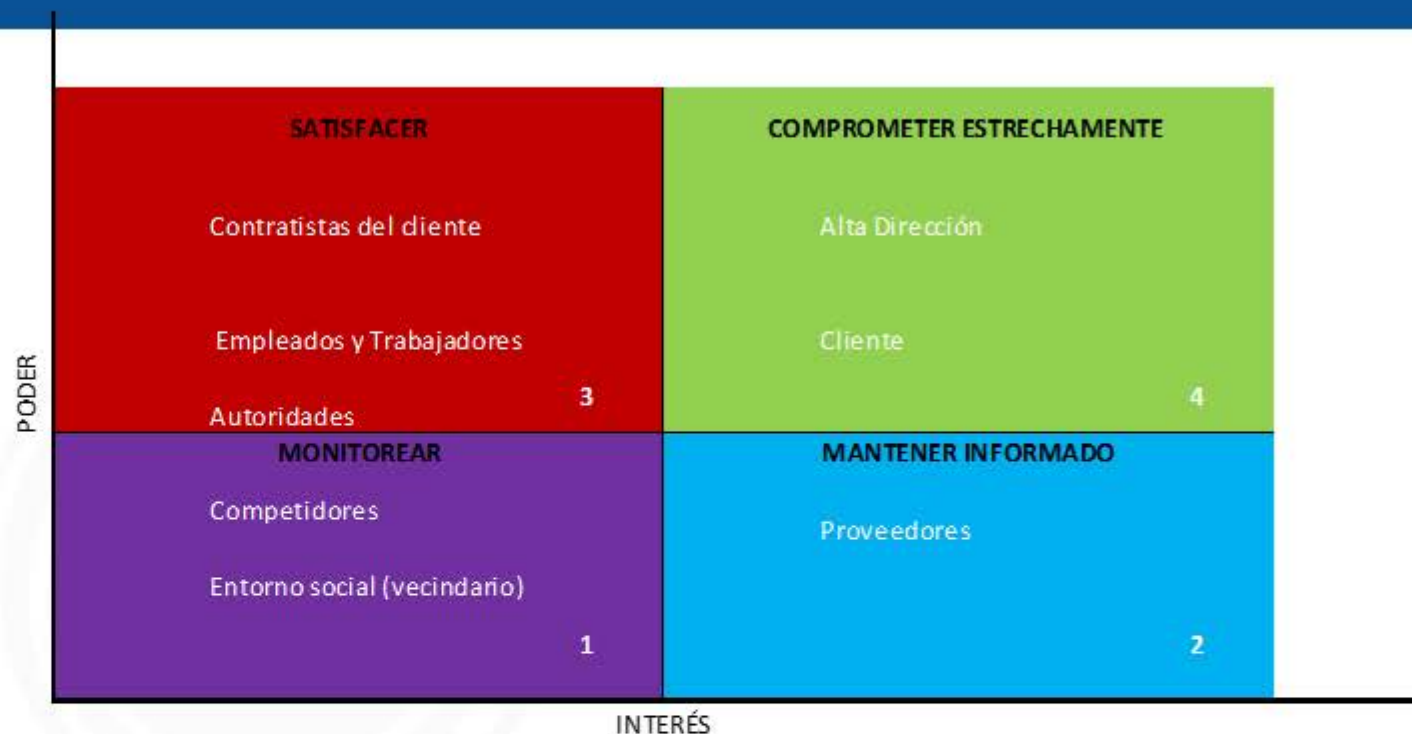 SATISFACER
Contratistas del cliente
Empleados y Trabajadores
Autoridades
3
COMPROMETER ESTRECHAMENTE
Alta Dirección
Cliente
4
PODER
MONITOREAR
Competidores
Entorno social (vecindario)
1
MANTENER INFORMADO
Proveedores
2
INTERÉS